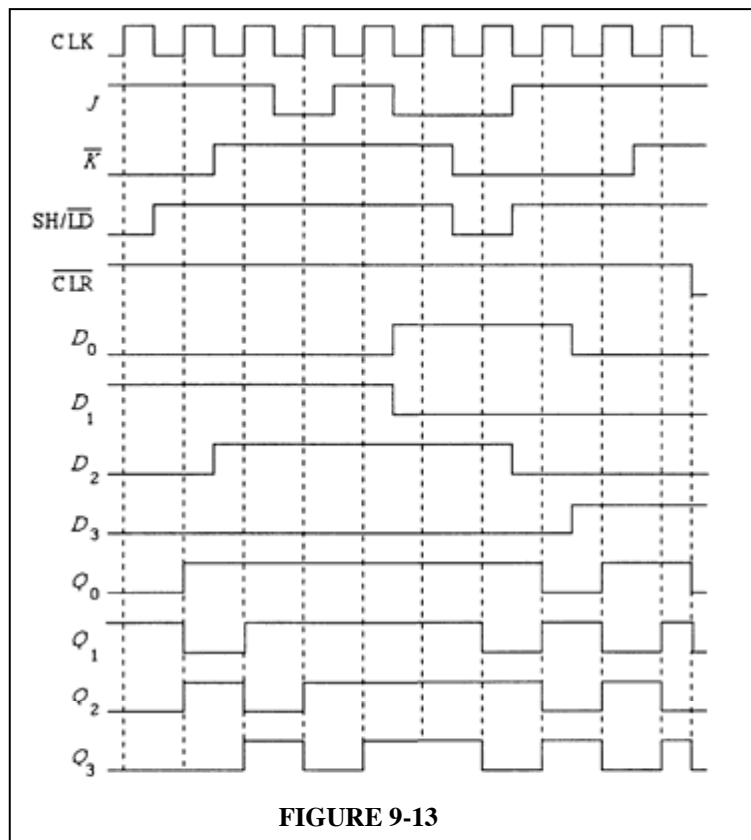 CLK
J
K̅
SH/L̅D̅
C̅L̅R̅
D₀
D₁
D₂
D₃
Q₀
Q₁
Q₂
Q₃
FIGURE 9-13